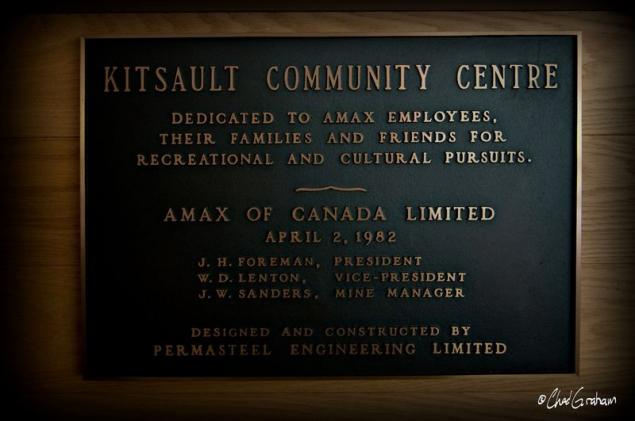 KITSAULT COMMUNITY CENTRE
DEDICATED TO AMAX EMPLOYEES,
THEIR FAMILIES AND FRIENDS FOR
RECREATIONAL AND CULTURAL PURSUITS.
AMAX OF CANADA LIMITED
APRIL 2, 1982
J. H. FOREMAN, PRESIDENT
W. D. LENTON, VICE-PRESIDENT
J. W. SANDERS, MINE MANAGER
DESIGNED AND CONSTRUCTED BY
PERMASTEEL ENGINEERING LIMITED
@ Chad Graham